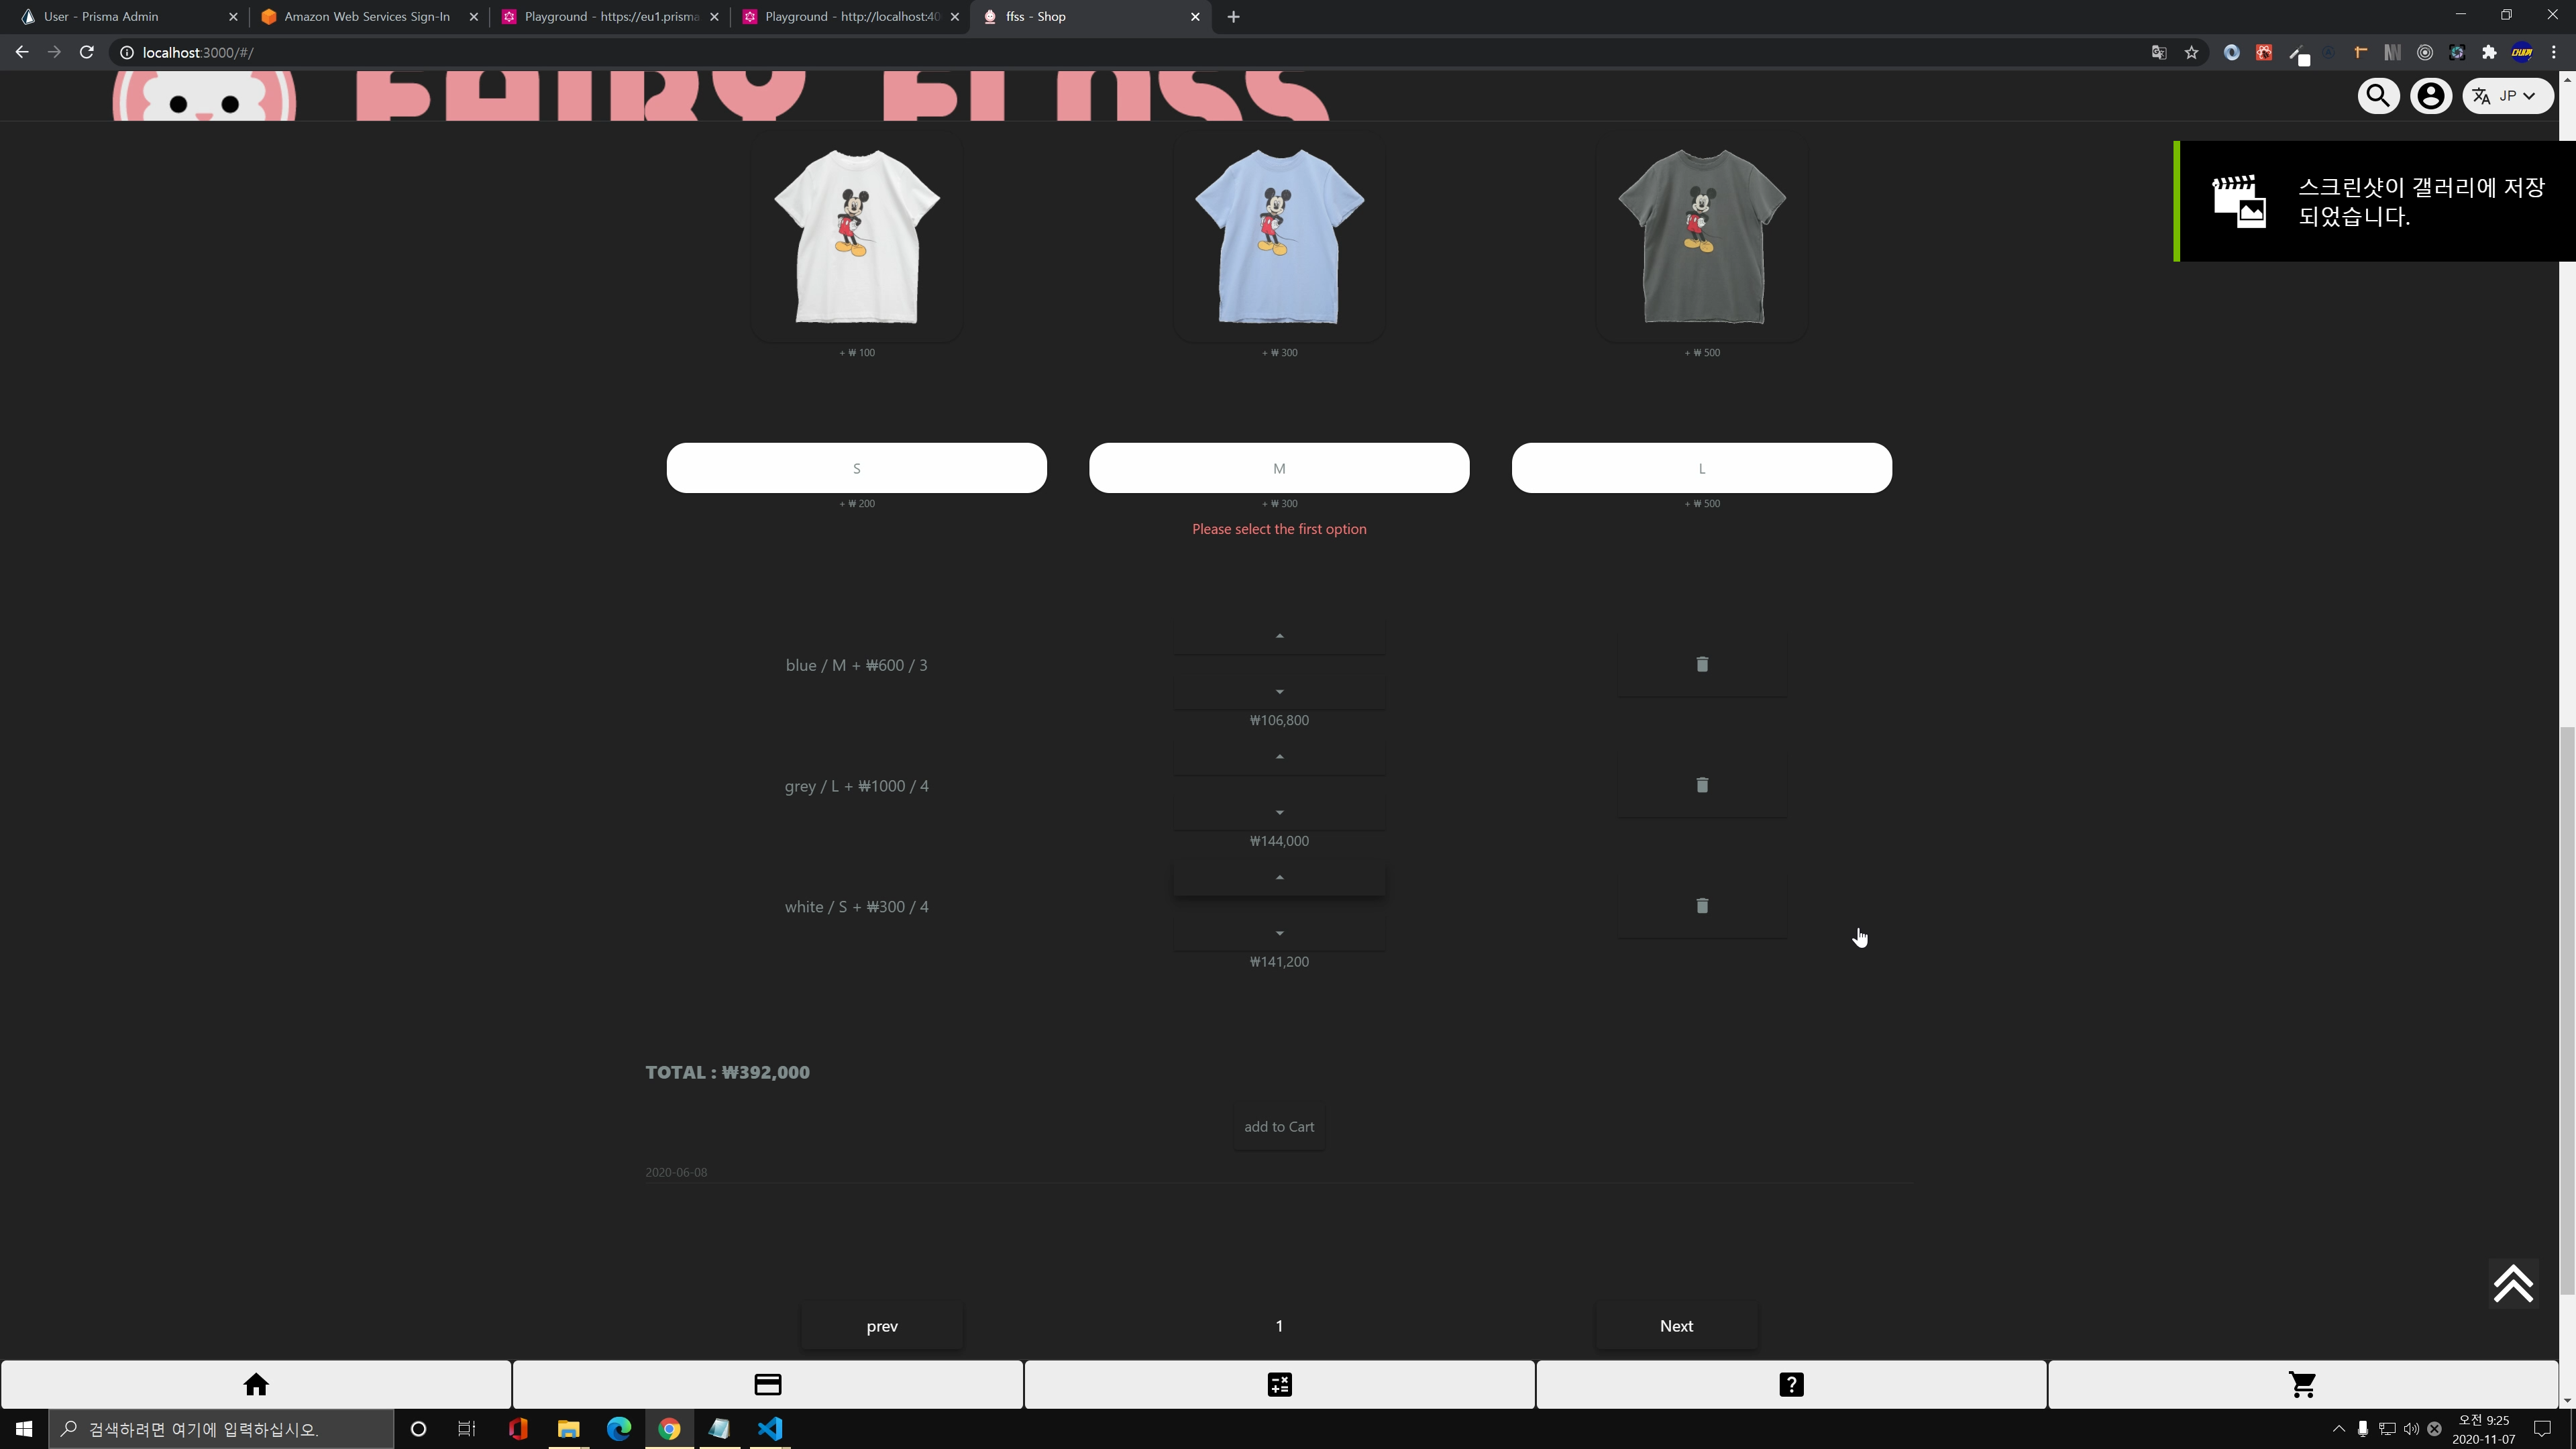 User - Prisma Admin
Amazon Web Services Sign-In
Playground - https://eu1.prisma
Playground - http://localhost:40
ffss - Shop
localhost:3000/#/
FAIRY FLOSS
JP
스크린샷이 갤러리에 저장
되었습니다.
+ ₩ 100
+ ₩ 300
+ ₩ 500
S
M
L
+ ₩ 200
+ ₩ 300
+ ₩ 500
Please select the first option
blue / M + ₩600 / 3
₩106,800
grey / L + ₩1000 / 4
₩144,000
white / S + ₩300 / 4
₩141,200
TOTAL : ₩392,000
add to Cart
2020-06-08
prev
1
Next
검색하려면 여기에 입력하십시오.
오전 9:25
2020-11-07